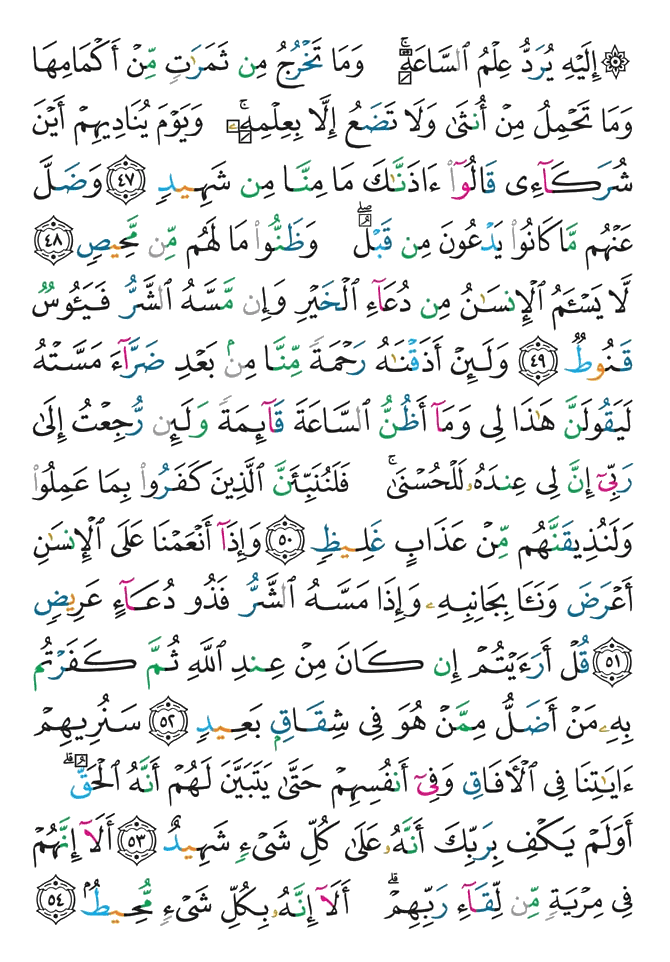 ۞ إِلَيْهِ يُرَدُّ عِلْمُ ٱلسَّاعَةِۚ وَمَا تَخْرُجُ مِن ثَمَرَٰتٍ مِّنْ أَكْمَامِهَا
وَمَا تَحْمِلُ مِنْ أُنثَىٰ وَلَا تَضَعُ إِلَّا بِعِلْمِهِۦۚ وَيَوْمَ يُنَادِيهِمْ أَيْنَ
شُرَكَآءِى قَالُوٓا۟ ءَاذَنَّـٰكَ مَا مِنَّا مِن شَهِيدٍ ٤٧ وَضَلَّ
عَنْهُم مَّا كَانُوا۟ يَدْعُونَ مِن قَبْلُۖ وَظَنُّوا۟ مَا لَهُم مِّن مَّحِيصٍ ٤٨
لَّا يَسْـَٔمُ ٱلْإِنسَـٰنُ مِن دُعَآءِ ٱلْخَيْرِ وَإِن مَّسَّهُ ٱلشَّرُّ فَيَـُٔوسٌ
قَنُوطٌ ٤٩ وَلَئِنْ أَذَقْنَـٰهُ رَحْمَةً مِّنَّا مِنۢ بَعْدِ ضَرَّآءَ مَسَّتْهُ
لَيَقُولَنَّ هَـٰذَا لِى وَمَآ أَظُنُّ ٱلسَّاعَةَ قَآئِمَةً وَلَئِن رُّجِعْتُ إِلَىٰ
رَبِّىٓ إِنَّ لِى عِندَهُۥ لَلْحُسْنَىٰۚ فَلَنُنَبِّئَنَّ ٱلَّذِينَ كَفَرُوا۟ بِمَا عَمِلُوا۟
وَلَنُذِيقَنَّهُم مِّنْ عَذَابٍ غَلِيظٍ ٥٠ وَإِذَآ أَنْعَمْنَا عَلَى ٱلْإِنسَـٰنِ
أَعْرَضَ وَنَـَٔا بِجَانِبِهِۦ وَإِذَا مَسَّهُ ٱلشَّرُّ فَذُو دُعَآءٍ عَرِيضٍ
٥١ قُلْ أَرَءَيْتُمْ إِن كَانَ مِنْ عِندِ ٱللَّهِ ثُمَّ كَفَرْتُم
بِهِۦ مَنْ أَضَلُّ مِمَّنْ هُوَ فِى شِقَاقٍۭ بَعِيدٍ ٥٢ سَنُرِيهِمْ
ءَايَـٰتِنَا فِى ٱلْـَٔافَاقِ وَفِىٓ أَنفُسِهِمْ حَتَّىٰ يَتَبَيَّنَ لَهُمْ أَنَّهُ ٱلْحَقُّۗ
أَوَلَمْ يَكْفِ بِرَبِّكَ أَنَّهُۥ عَلَىٰ كُلِّ شَىْءٍ شَهِيدٌ ٥٣ أَلَآ إِنَّهُمْ
فِى مِرْيَةٍ مِّن لِّقَآءِ رَبِّهِمْۗ أَلَآ إِنَّهُۥ بِكُلِّ شَىْءٍ مُّحِيطٌۢ ٥٤